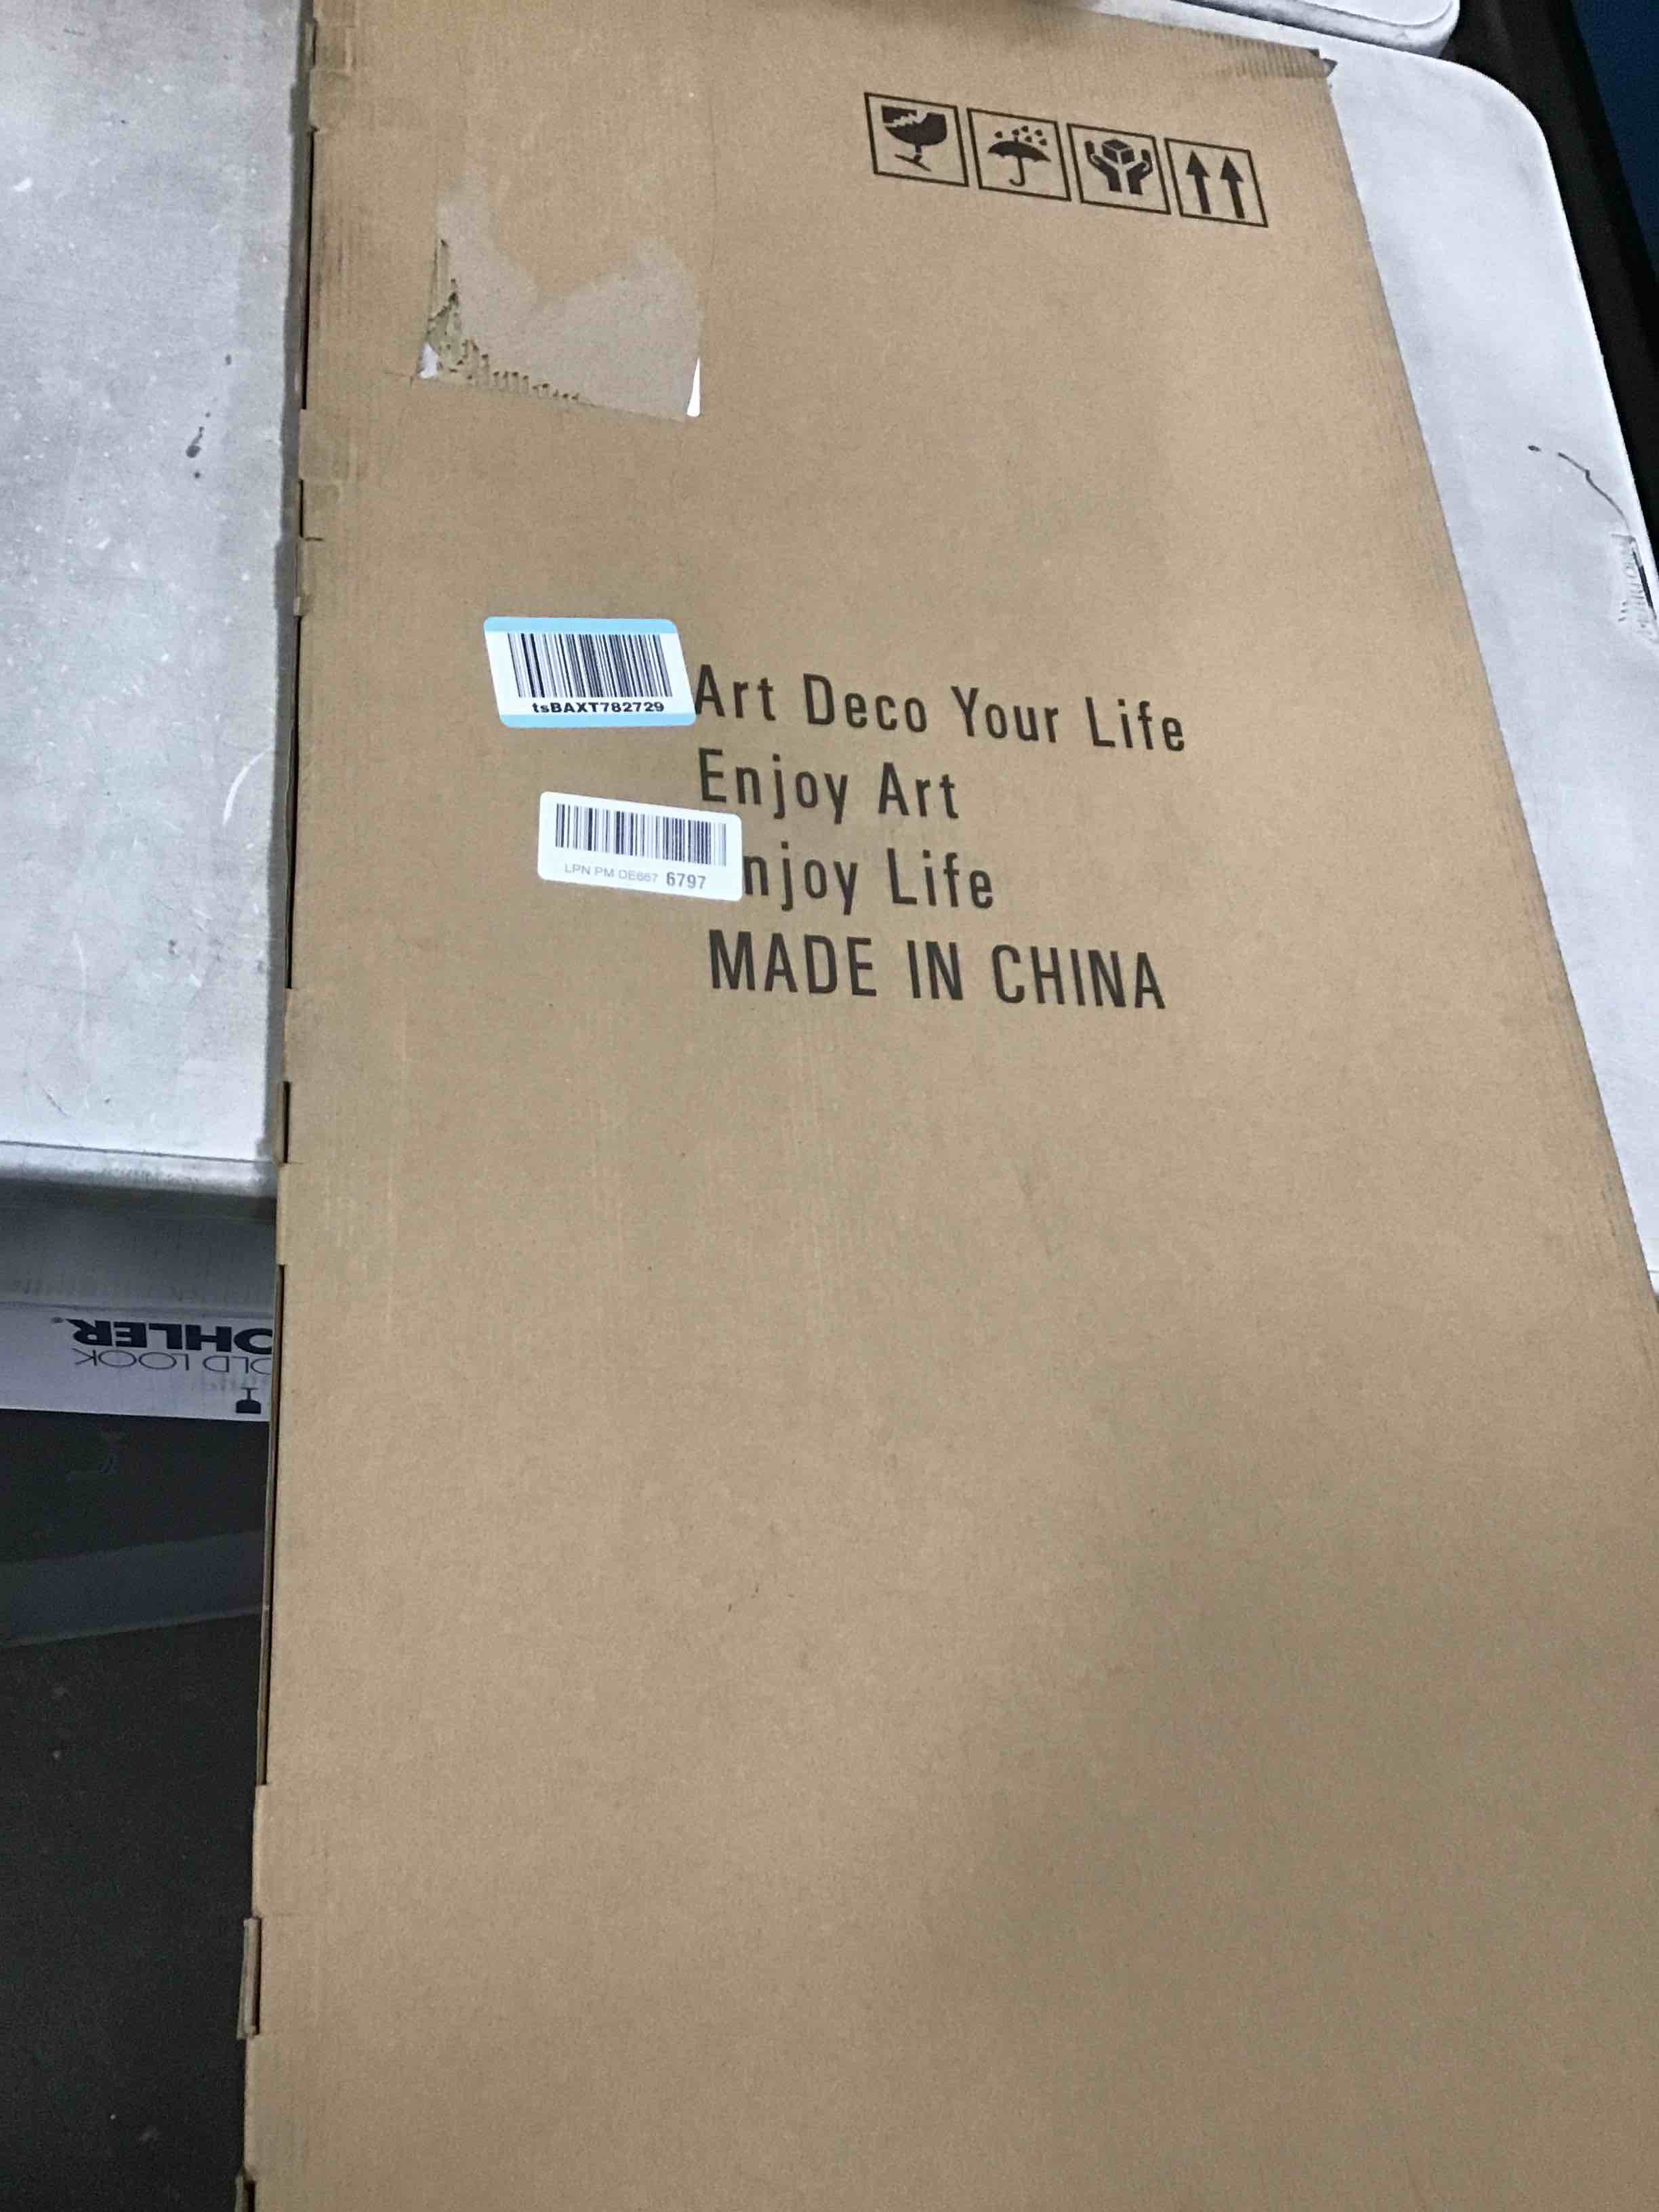 tsBAXT782729
Art Deco Your Life
Enjoy Art
LPN PM DE667 6797
njoy Life
MADE IN CHINA
OHLER®
OLD LOOK